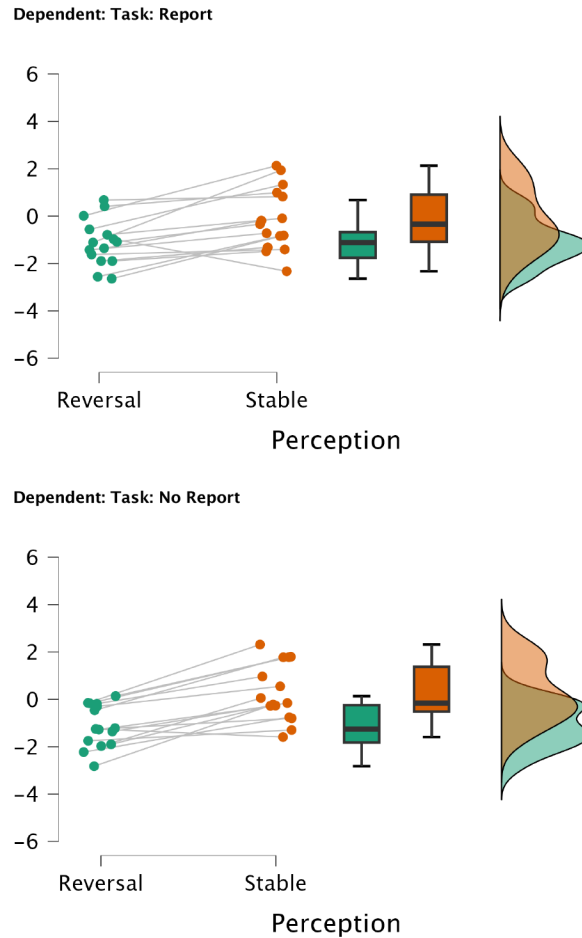 Dependent: Task: Report
6
4
2
0
−2
−4
−6
Reversal Stable
Perception
Dependent: Task: No Report
6
4
2
0
−2
−4
−6
Reversal Stable
Perception